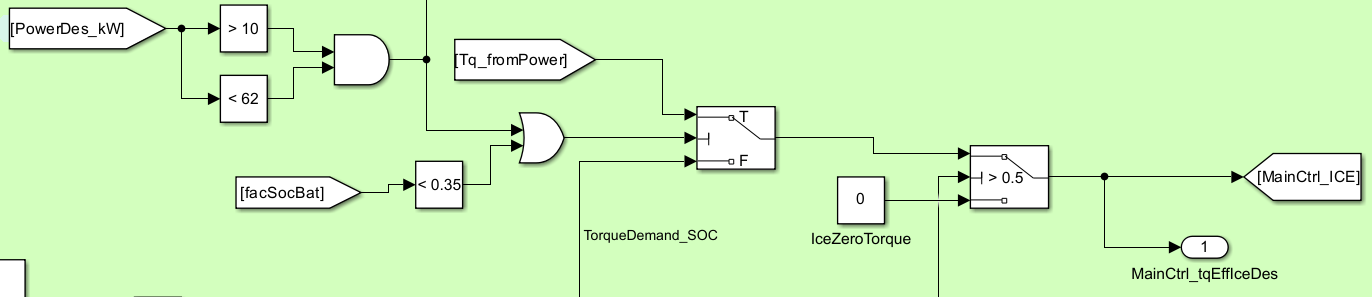 [PowerDes_kW]
> 10
< 62
[Tq_fromPower]
T
F
[facSocBat]
< 0.35
> 0.5
[MainCtrl_ICE]
0
IceZeroTorque
TorqueDemand_SOC
1
MainCtrl_tqEffIceDes